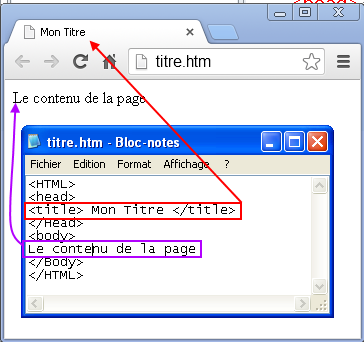 <head>
Mon Titre
titre.htm
Le contenu de la page
titre.htm - Bloc-notes
Fichier Edition Format Affichage ?
<HTML>
<head>
<title> Mon Titre </title>
</Head>
<body>
Le contenu de la page
</Body>
</HTML>